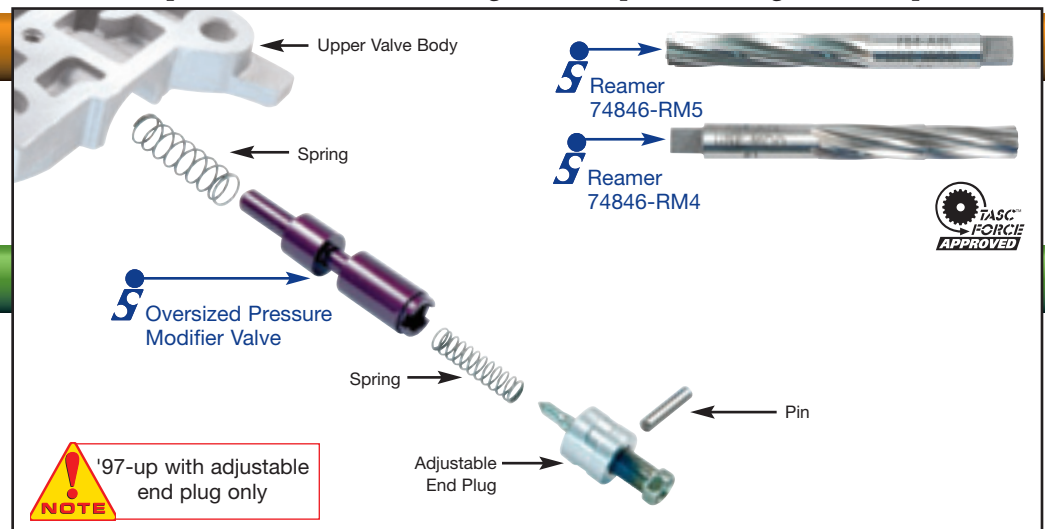 Upper Valve Body
Reamer
74846-RM5
Spring
Reamer
74846-RM4
TASC™
FORCE
APPROVED
Oversized Pressure
Modifier Valve
Spring
Pin
Adjustable
End Plug
'97-up with adjustable
end plug only
NOTE